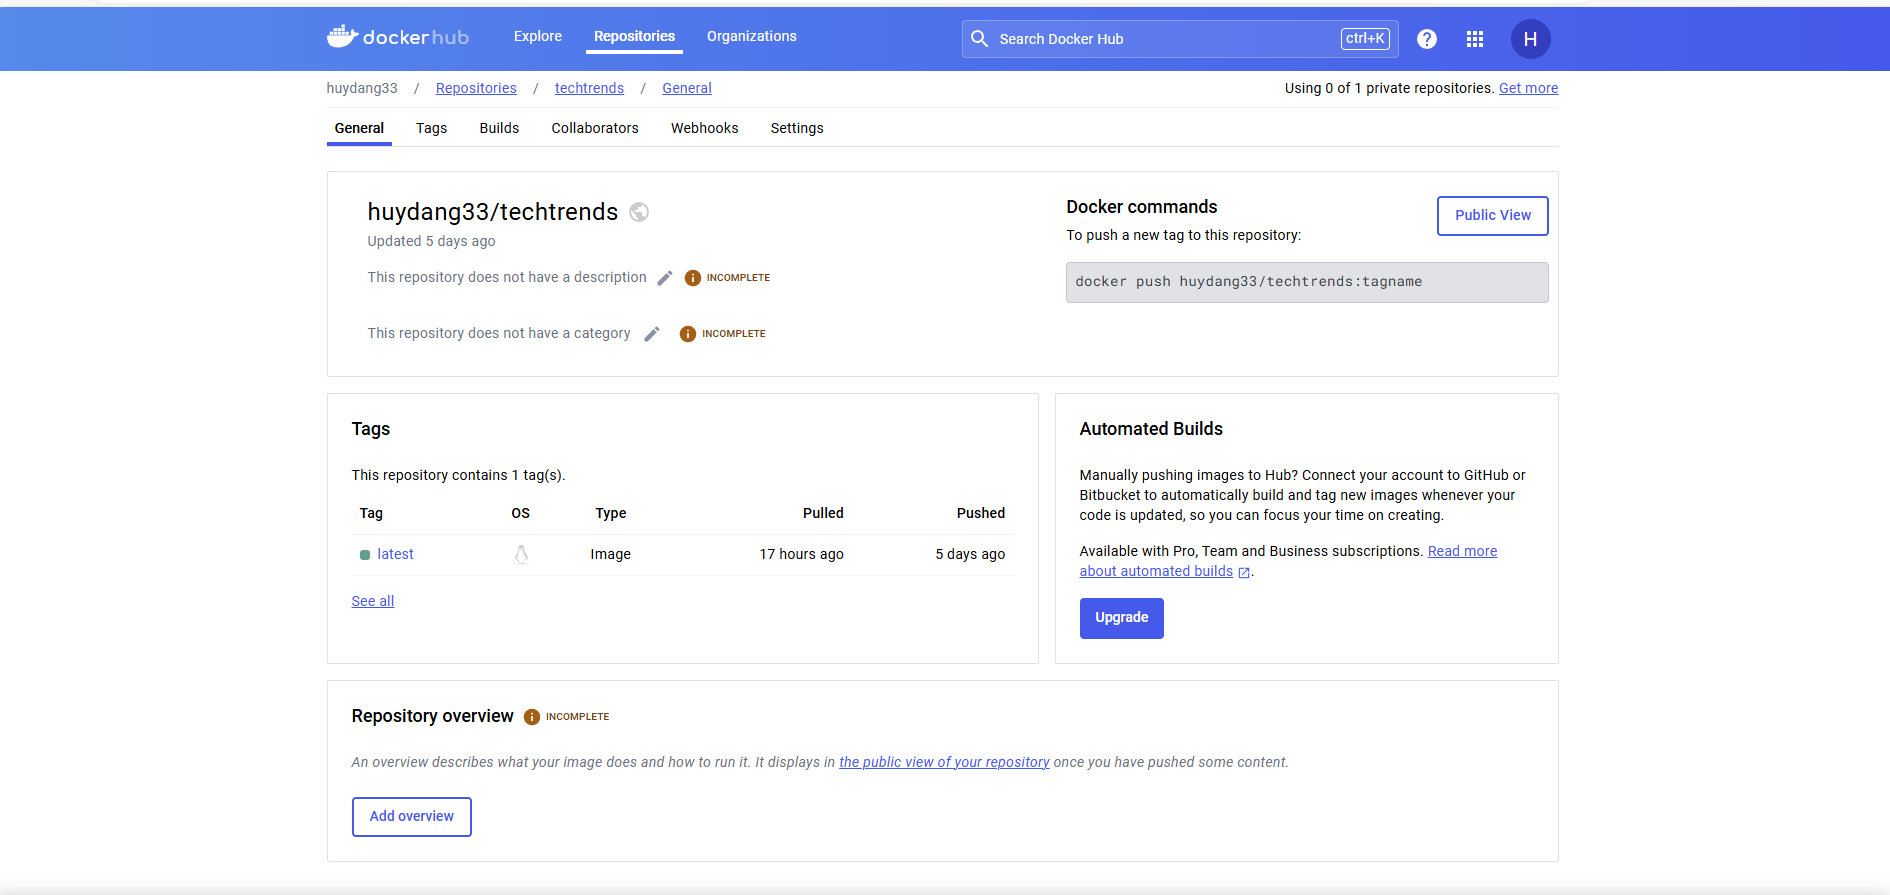 dockerhub
Explore Repositories Organizations
Search Docker Hub ctrl+K
? H
huydang33 / Repositories / techtrends / General
Using 0 of 1 private repositories. Get more
General Tags Builds Collaborators Webhooks Settings
huydang33/techtrends
Updated 5 days ago
This repository does not have a description INCOMPLETE
This repository does not have a category INCOMPLETE
Docker commands
Public View
To push a new tag to this repository:
docker push huydang33/techtrends:tagname
Tags
This repository contains 1 tag(s).
Tag OS Type Pulled Pushed
latest Image 17 hours ago 5 days ago
See all
Automated Builds
Manually pushing images to Hub? Connect your account to GitHub or
Bitbucket to automatically build and tag new images whenever your
code is updated, so you can focus your time on creating.
Available with Pro, Team and Business subscriptions. Read more
about automated builds.
Upgrade
Repository overview INCOMPLETE
An overview describes what your image does and how to run it. It displays in the public view of your repository once you have pushed some content.
Add overview